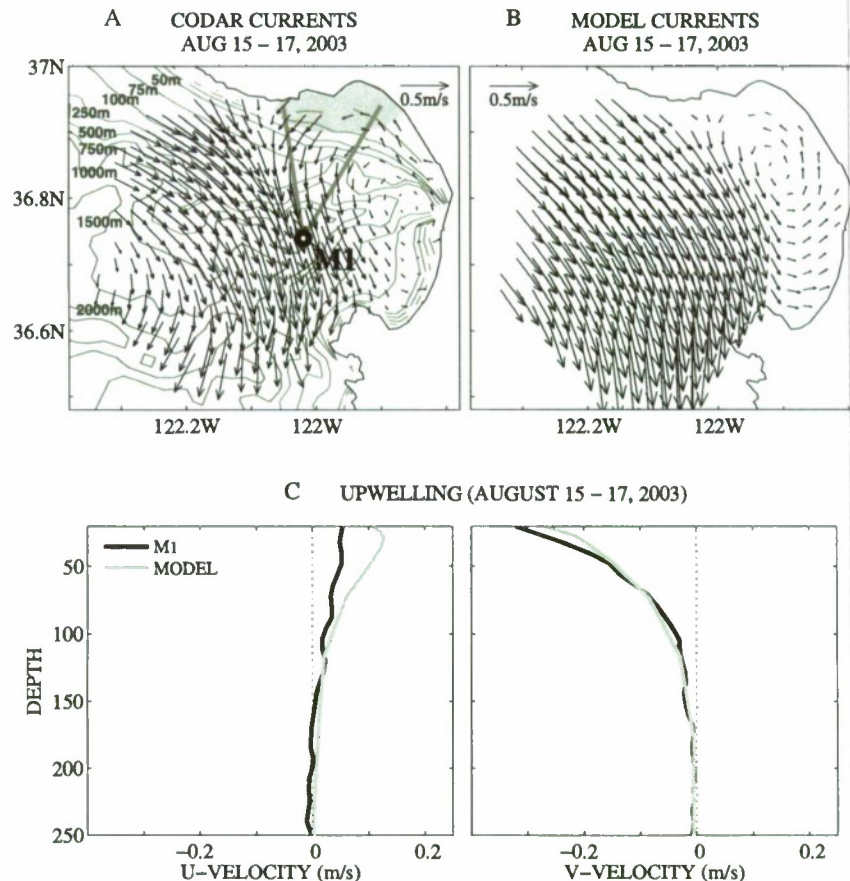 A CODAR CURRENTS
AUG 15 – 17, 2003
B MODEL CURRENTS
AUG 15 – 17, 2003
37N
36.8N
36.6N
50m
75m
100m
250m
500m
750m
1000m
1500m
2000m
0.5m/s
M1
122.2W
122W
0.5m/s
122.2W
122W
C UPWELLING (AUGUST 15 – 17, 2003)
M1
MODEL
DEPTH
50
100
150
200
250
−0.2
0
0.2
U−VELOCITY (m/s)
−0.2
0
0.2
V−VELOCITY (m/s)